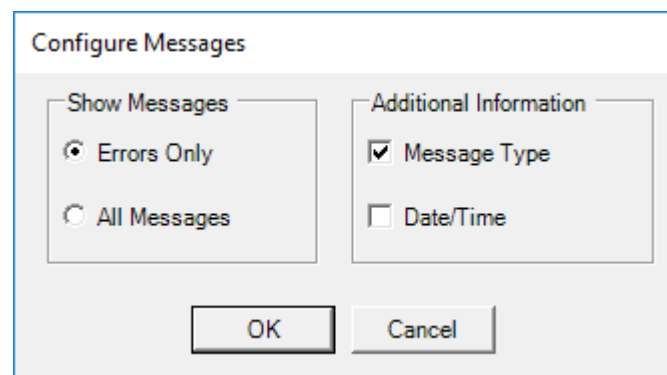 Configure Messages
Show Messages
Errors Only
All Messages
Additional Information
Message Type
Date/Time
OK
Cancel